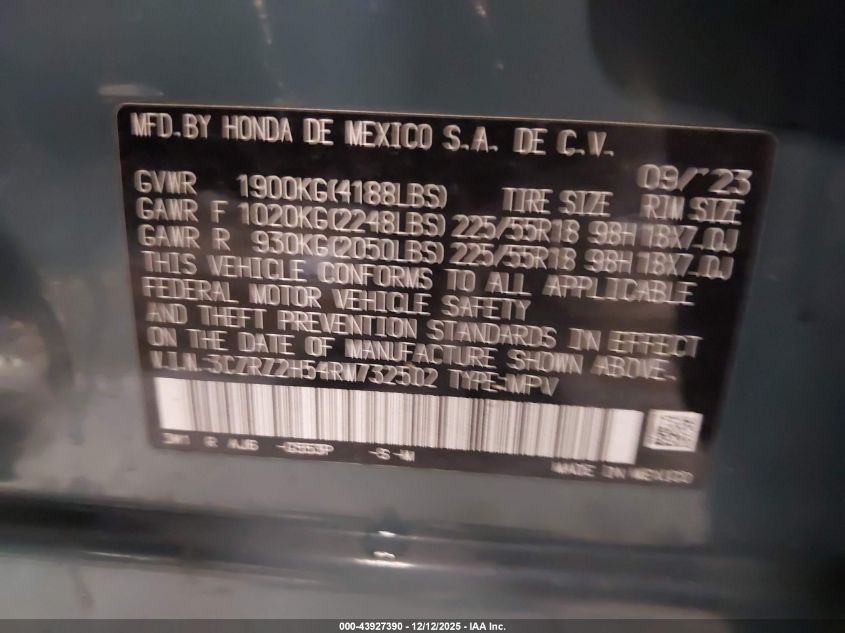 MFD.BY HONDA DE MEXICO S.A. DE C.V.
09/'23
GVWR 1900KG(4188LBS) TIRE SIZE RIM SIZE
GAWR F 1020KG(2248LBS) 225/55R18 98H 18X7.0J
GAWR R 930KG(2050LBS) 225/55R18 98H 18X7.0J
THIS VEHICLE CONFORMS TO ALL APPLICABLE
FEDERAL MOTOR VEHICLE SAFETY
AND THEFT PREVENTION STANDARDS IN EFFECT
ON THE DATE OF MANUFACTURE SHOWN ABOVE.
V.I.N. 3CZRZ2H54RM732502 TYPE:MPV
R -S -M
MADE IN MEXICO
000-43927390 - 12/12/2025 - IAA Inc.